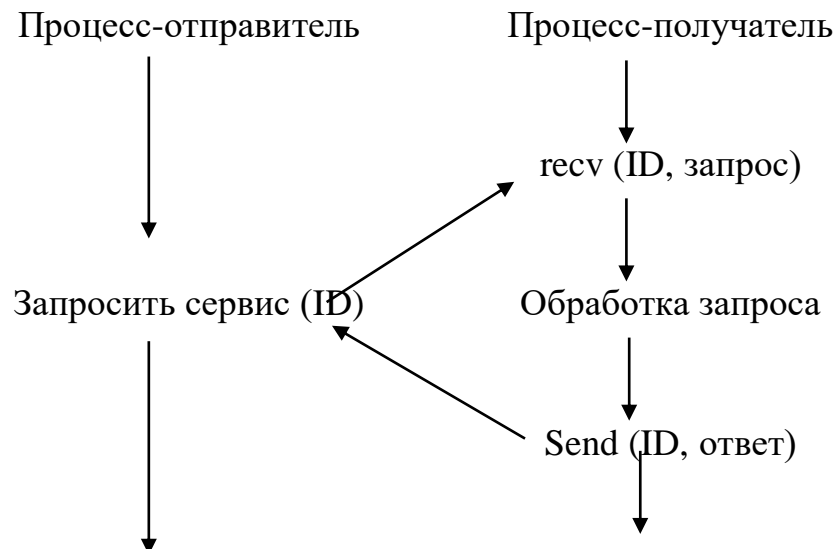 Процесс-отправитель
Процесс-получатель
recv (ID, запрос)
Запросить сервис (ID)
Обработка запроса
Send (ID, ответ)